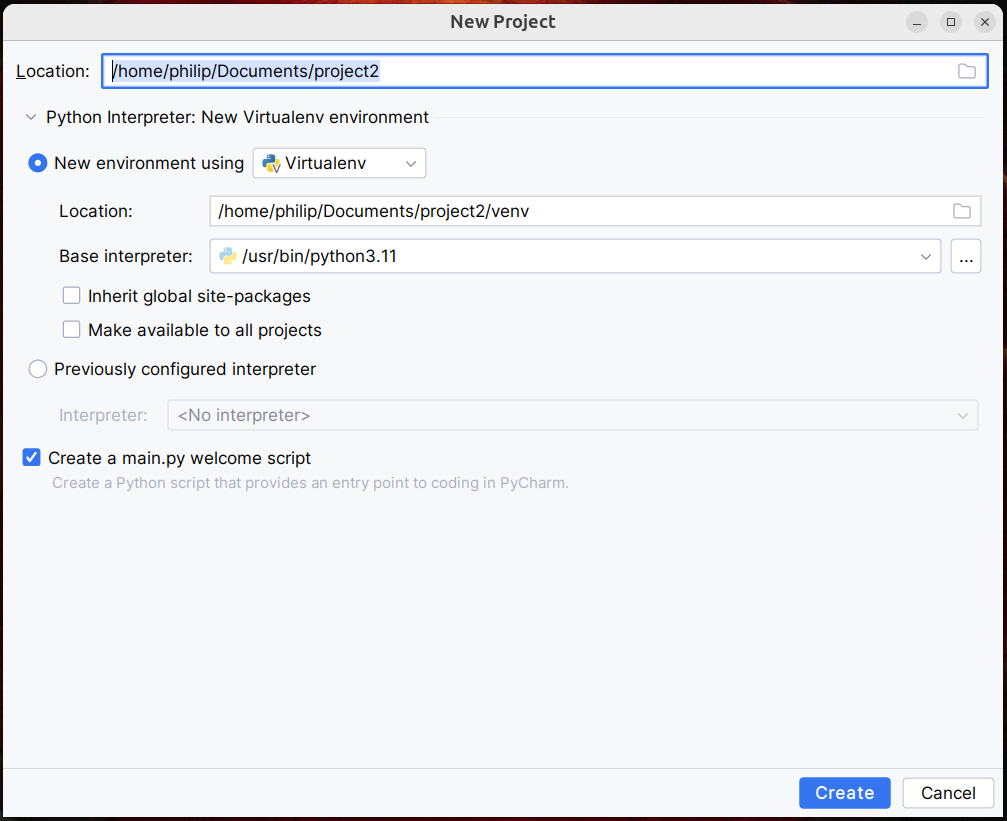 New Project
Location: /home/philip/Documents/project2
Python Interpreter: New Virtualenv environment
New environment using Virtualenv
Location: /home/philip/Documents/project2/venv
Base interpreter: /usr/bin/python3.11 ...
Inherit global site-packages
Make available to all projects
Previously configured interpreter
Interpreter: <No interpreter>
Create a main.py welcome script
Create a Python script that provides an entry point to coding in PyCharm.
Create Cancel